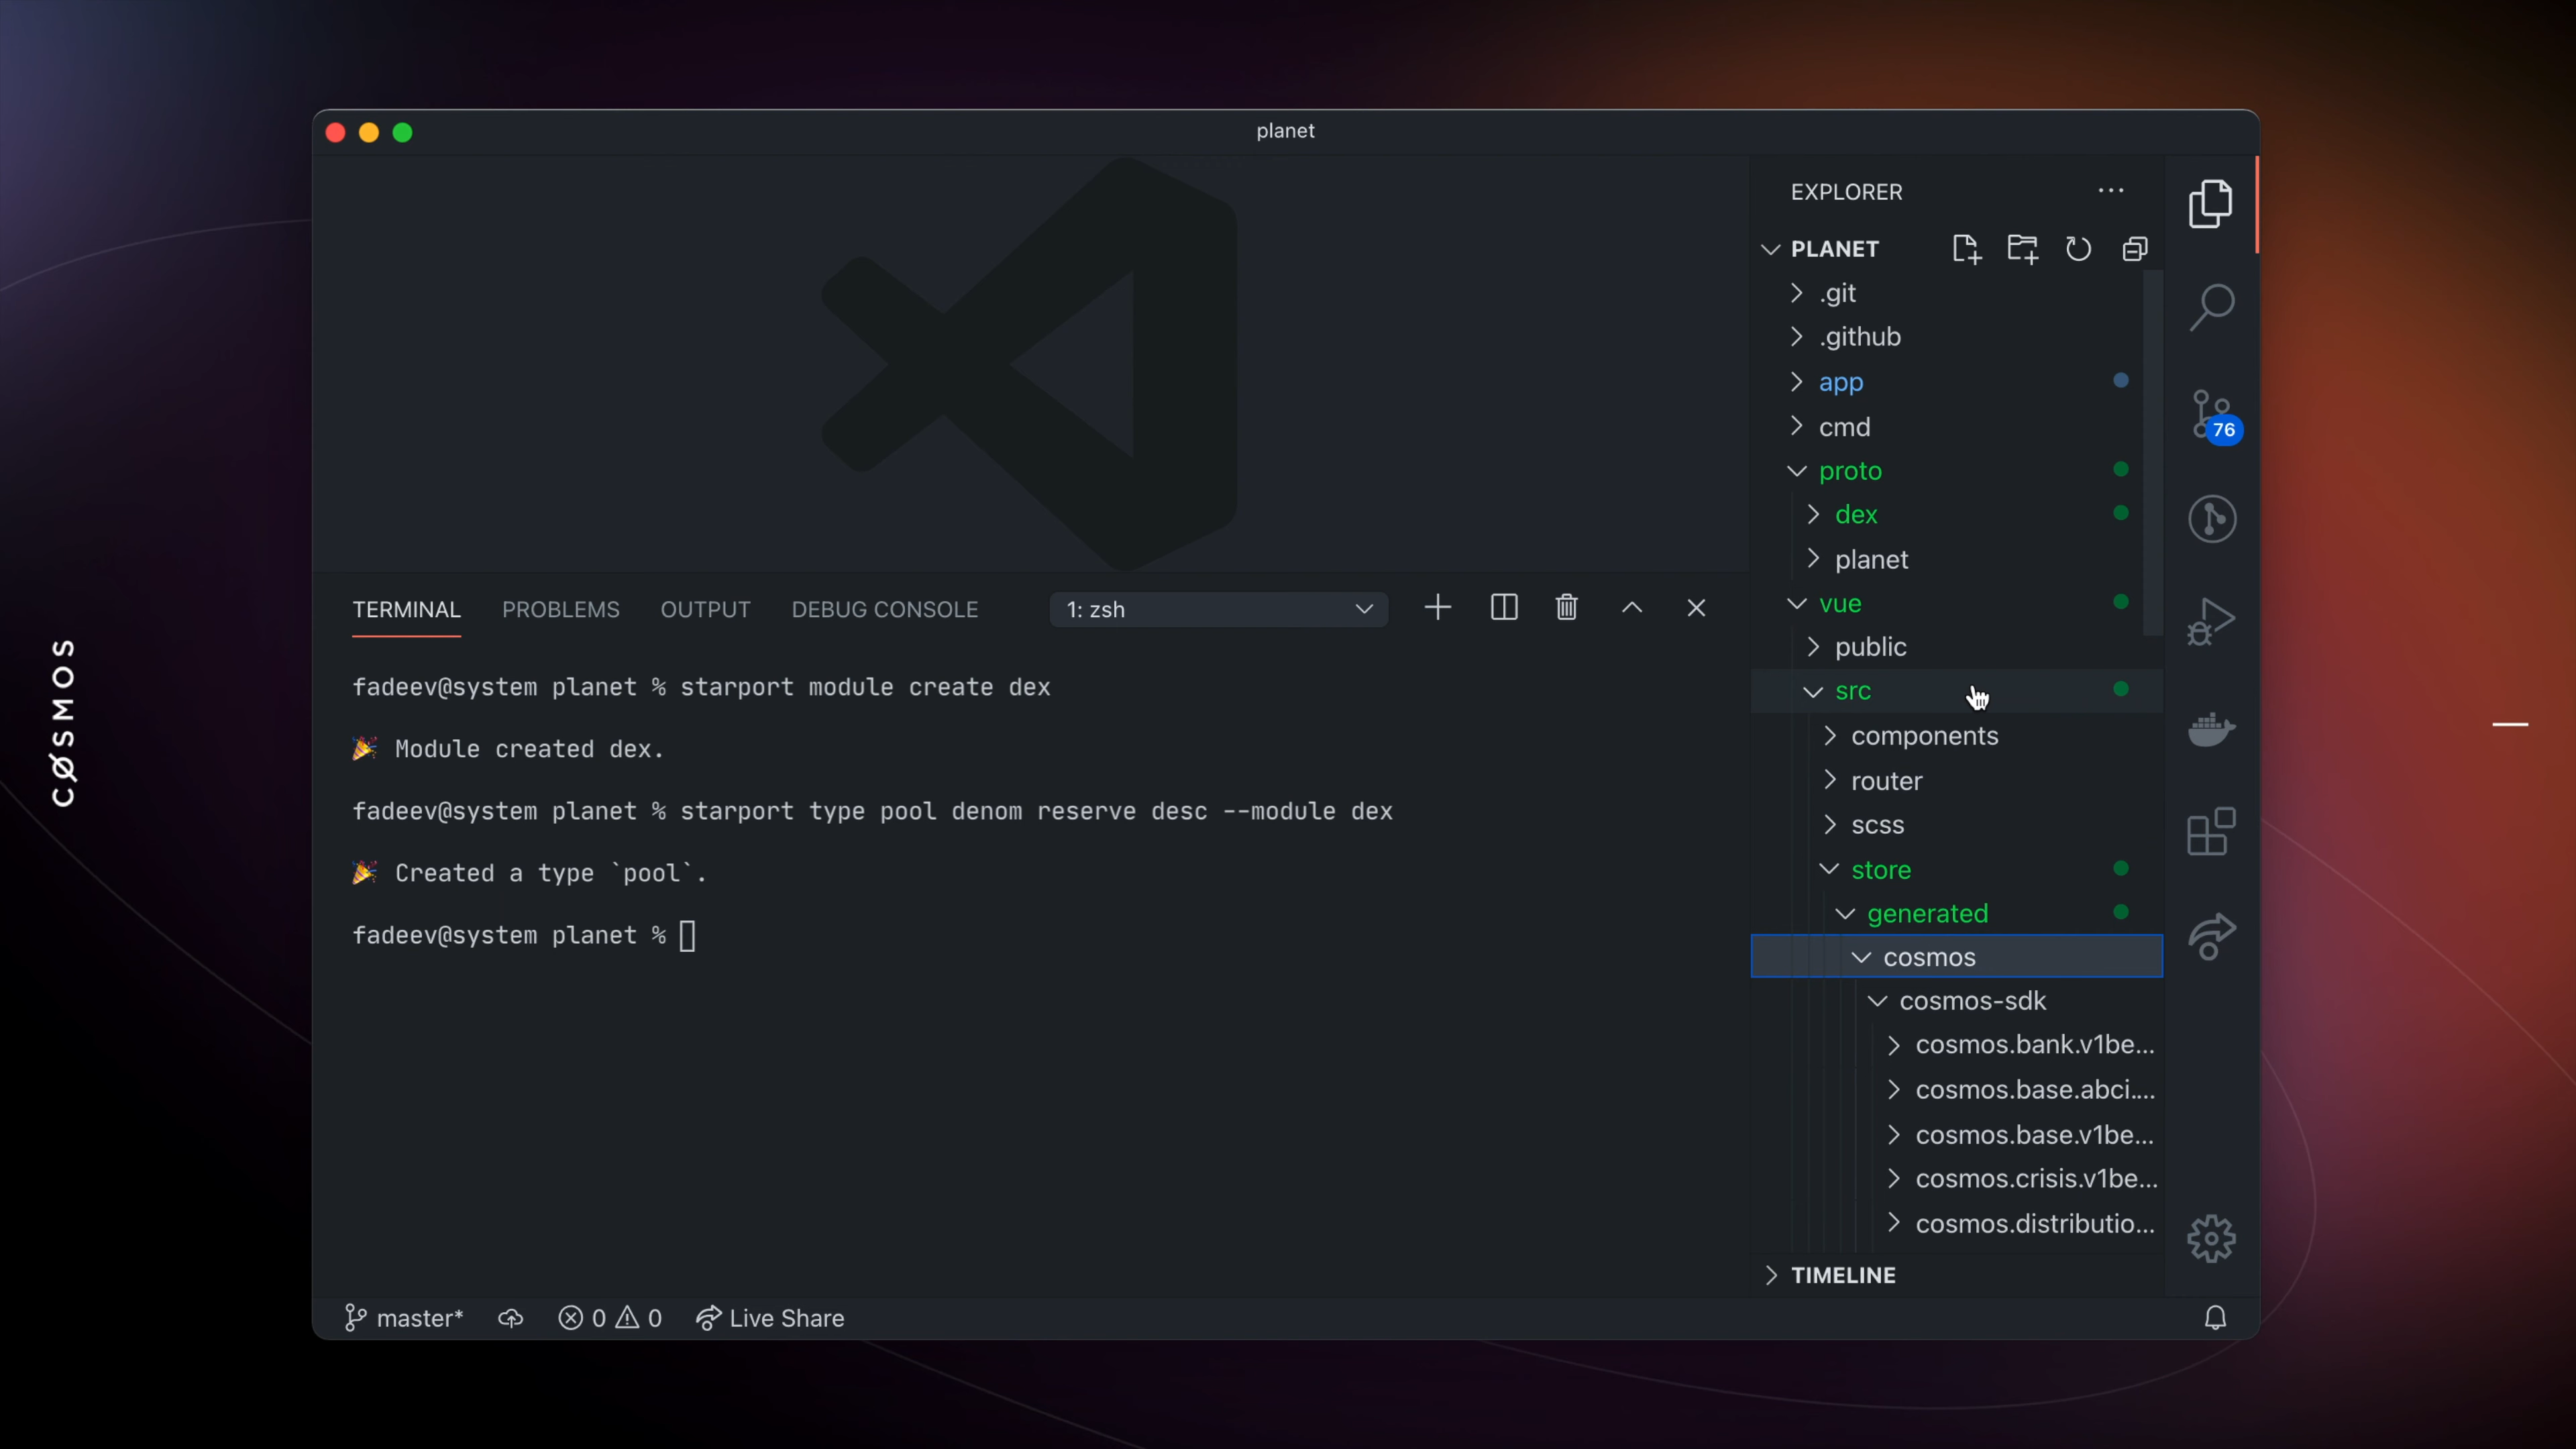 planet
EXPLORER
PLANET
.git
.github
app
cmd
proto
dex
planet
vue
public
src
components
router
scss
store
generated
cosmos
cosmos-sdk
cosmos.bank.v1be...
cosmos.base.abci....
cosmos.base.v1be...
cosmos.crisis.v1be...
cosmos.distributio...
TIMELINE
76
TERMINAL PROBLEMS OUTPUT DEBUG CONSOLE 1: zsh
fadeev@system planet % starport module create dex
🎉 Module created dex.
fadeev@system planet % starport type pool denom reserve desc --module dex
🎉 Created a type `pool`.
fadeev@system planet %
master* 0 0 Live Share
CØSMOS